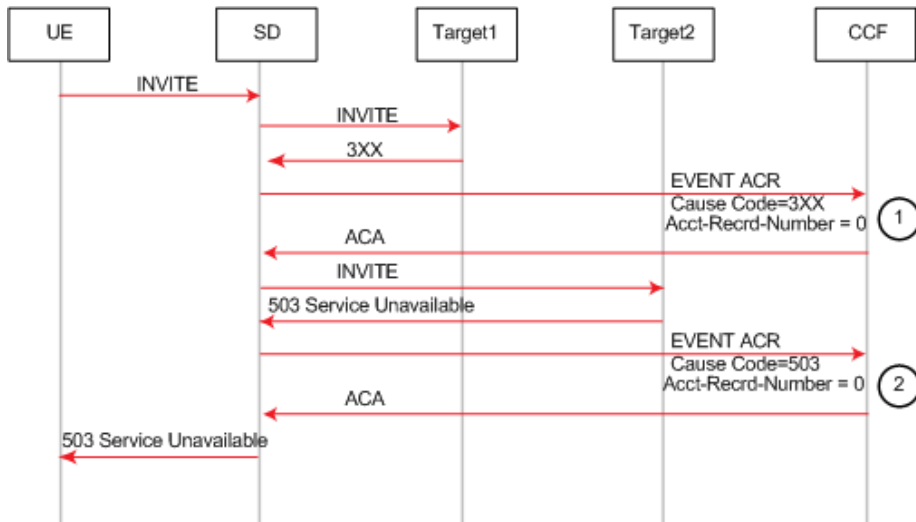 UE
SD
Target1
Target2
CCF
INVITE
INVITE
3XX
EVENT ACR
Cause Code=3XX
Acct-Recrd-Number = 0
1
ACA
INVITE
503 Service Unavailable
EVENT ACR
Cause Code=503
Acct-Recrd-Number = 0
2
ACA
503 Service Unavailable